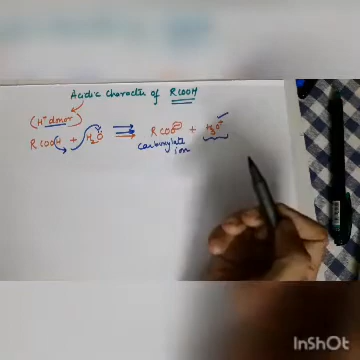 Acidic Character of RCOOH
(H⁺ donor)
RCOOH + H₂O ⇌ RCOO⊖ + H₃O⁺
carboxylate
ion
InShOt